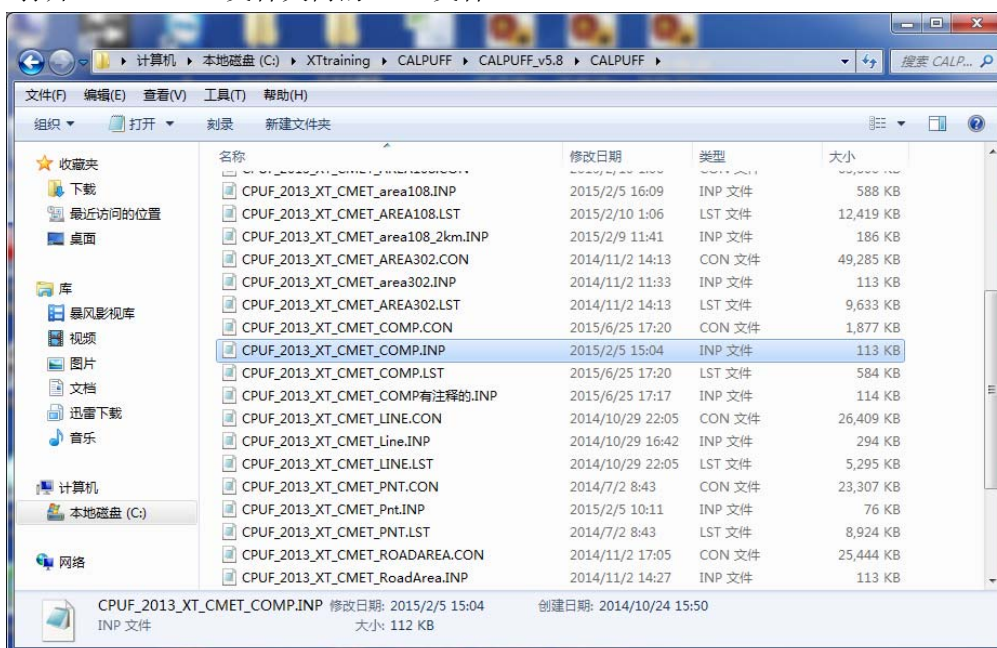 计算机 ▸ 本地磁盘 (C:) ▸ XTtraining ▸ CALPUFF ▸ CALPUFF_v5.8 ▸ CALPUFF ▸ 搜索 CALP...
文件(F) 编辑(E) 查看(V) 工具(T) 帮助(H)
组织 打开 刻录 新建文件夹
收藏夹
下载
最近访问的位置
桌面
库
暴风影视库
视频
图片
文档
迅雷下载
音乐
计算机
本地磁盘 (C:)
网络
名称 修改日期 类型 大小
CPUF_2013_XT_CMET_area108.INP 2015/2/5 16:09 INP 文件 588 KB
CPUF_2013_XT_CMET_AREA108.LST 2015/2/10 1:06 LST 文件 12,419 KB
CPUF_2013_XT_CMET_area108_2km.INP 2015/2/9 11:41 INP 文件 186 KB
CPUF_2013_XT_CMET_AREA302.CON 2014/11/2 14:13 CON 文件 49,285 KB
CPUF_2013_XT_CMET_area302.INP 2014/11/2 11:33 INP 文件 113 KB
CPUF_2013_XT_CMET_AREA302.LST 2014/11/2 14:13 LST 文件 9,633 KB
CPUF_2013_XT_CMET_COMP.CON 2015/6/25 17:20 CON 文件 1,877 KB
CPUF_2013_XT_CMET_COMP.INP 2015/2/5 15:04 INP 文件 113 KB
CPUF_2013_XT_CMET_COMP.LST 2015/6/25 17:20 LST 文件 584 KB
CPUF_2013_XT_CMET_COMP有注释的.INP 2015/6/25 17:17 INP 文件 114 KB
CPUF_2013_XT_CMET_LINE.CON 2014/10/29 22:05 CON 文件 26,409 KB
CPUF_2013_XT_CMET_Line.INP 2014/10/29 16:42 INP 文件 294 KB
CPUF_2013_XT_CMET_LINE.LST 2014/10/29 22:05 LST 文件 5,295 KB
CPUF_2013_XT_CMET_PNT.CON 2014/7/2 8:43 CON 文件 23,307 KB
CPUF_2013_XT_CMET_Pnt.INP 2015/2/5 10:11 INP 文件 76 KB
CPUF_2013_XT_CMET_PNT.LST 2014/7/2 8:43 LST 文件 8,924 KB
CPUF_2013_XT_CMET_ROADAREA.CON 2014/11/2 17:05 CON 文件 25,444 KB
CPUF_2013_XT_CMET_RoadArea.INP 2014/11/2 14:27 INP 文件 113 KB
CPUF_2013_XT_CMET_COMP.INP 修改日期: 2015/2/5 15:04 创建日期: 2014/10/24 15:50
INP 文件 大小: 112 KB